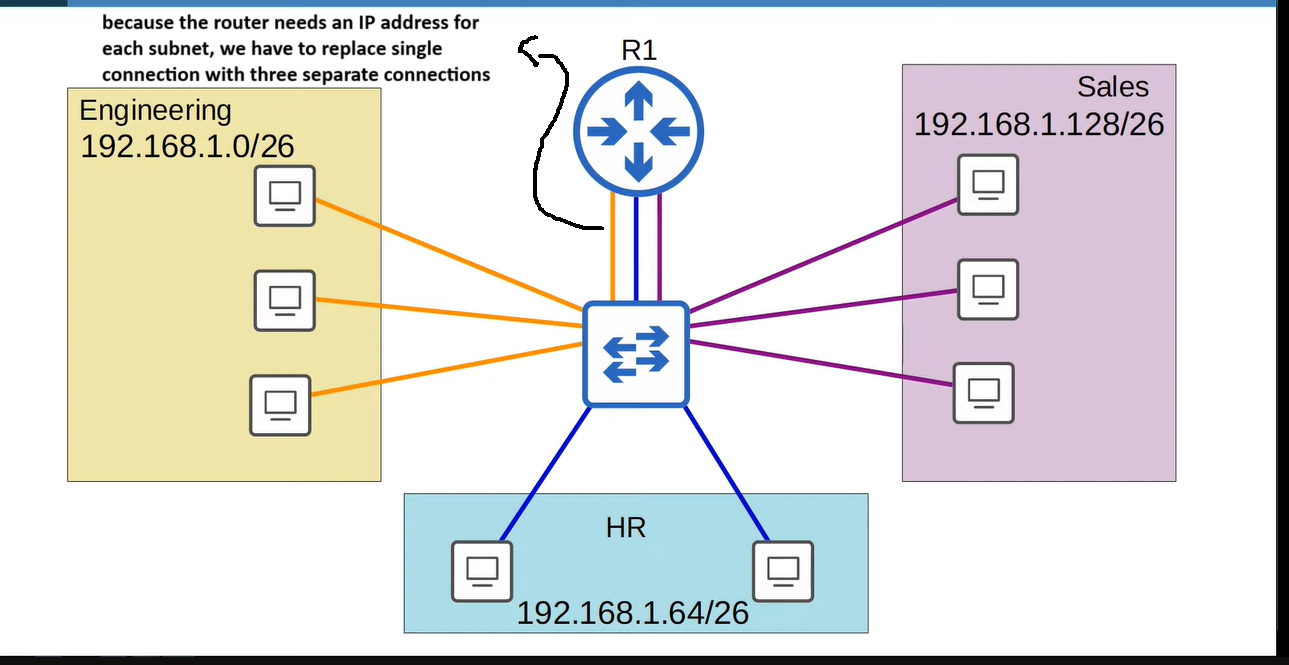 because the router needs an IP address for
each subnet, we have to replace single
connection with three separate connections
R1
Engineering
192.168.1.0/26
Sales
192.168.1.128/26
HR
192.168.1.64/26